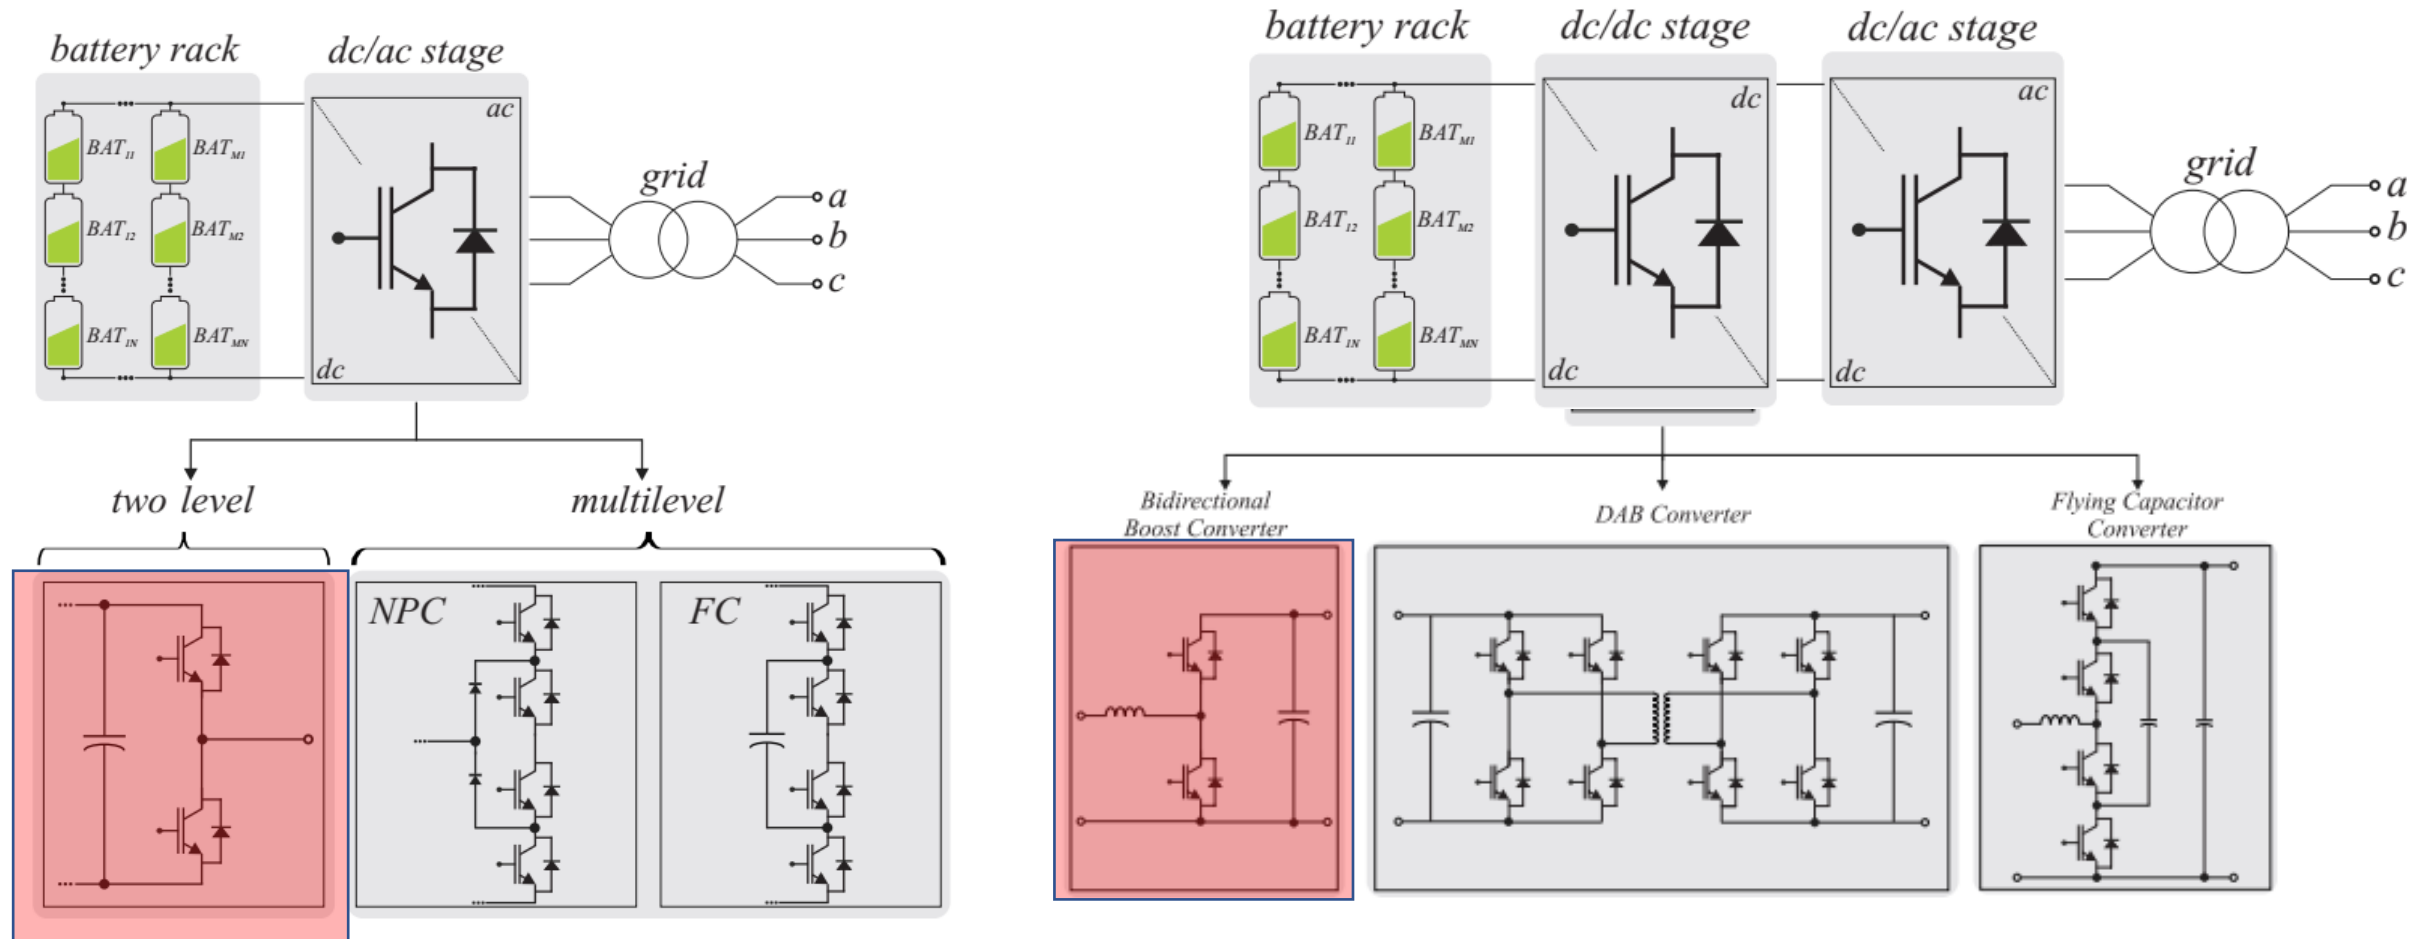 battery rack
dc/ac stage
ac
BAT11
BATM1
BAT12
BATM2
BAT1N
BATMN
dc
grid
a
b
c
two level
multilevel
NPC
FC
battery rack
dc/dc stage
dc/ac stage
dc
ac
BAT11
BATM1
BAT12
BATM2
BAT1N
BATMN
dc
dc
grid
a
b
c
Bidirectional
Boost Converter
DAB Converter
Flying Capacitor
Converter